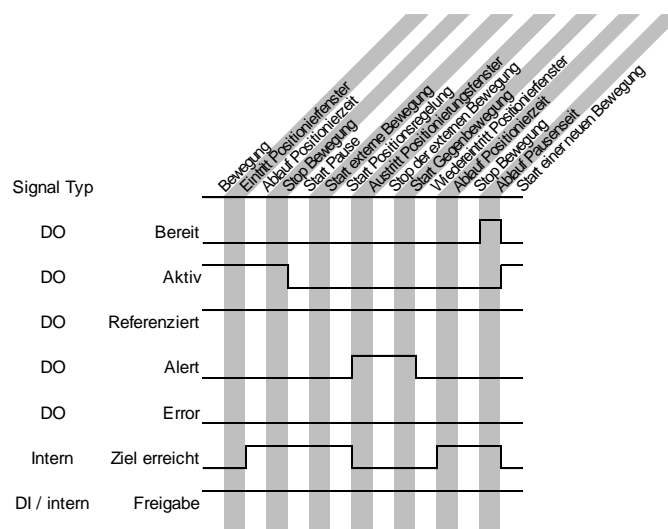 Bewegung
Eintritt Positionierfenster
Ablauf Positionierzeit
Stop Bewegung
Start Pause
Start externe Bewegung
Start Positionsregelung
Austritt Positionierungsfenster
Stop der externen Bewegung
Start Gegenbewegung
Wiedereintritt Positionierfenster
Ablauf Positionierzeit
Stop Bewegung
Ablauf Pausenseit
Start einer neuen Bewegung
Signal Typ
DO Bereit
DO Aktiv
DO Referenziert
DO Alert
DO Error
Intern Ziel erreicht
DI / intern Freigabe